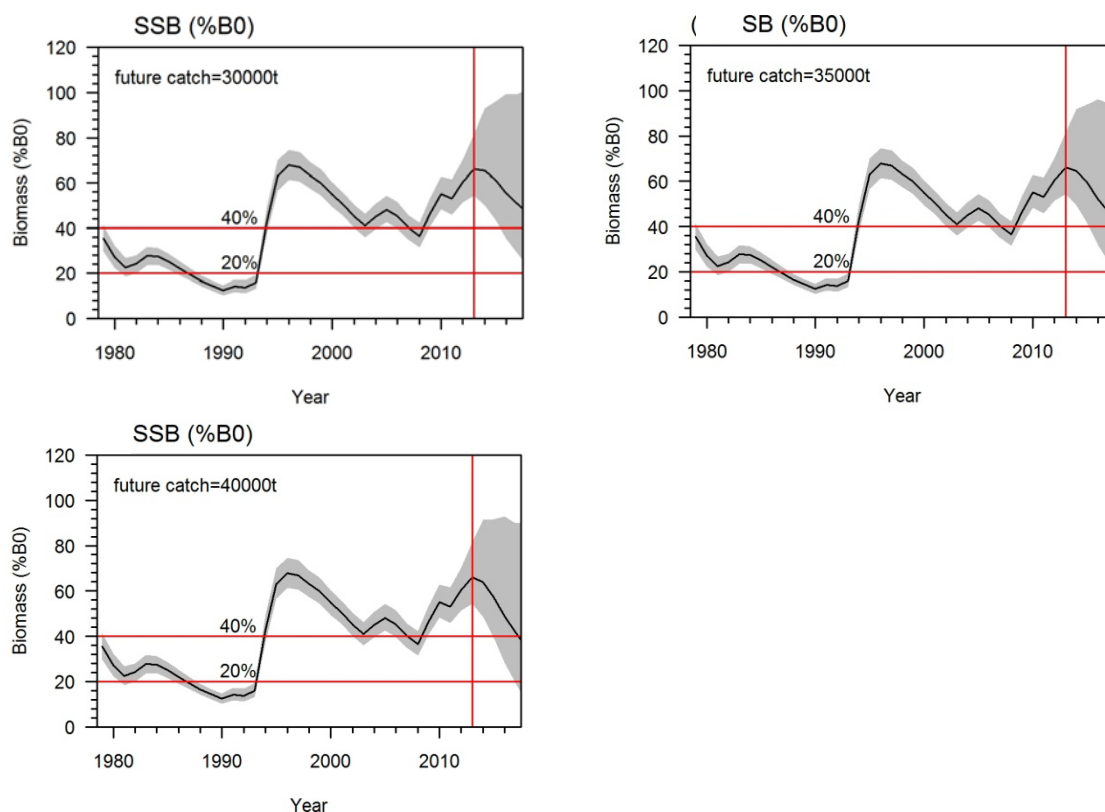 SSB (%B0)
120
100
80
60
40
20
0
Biomass (%B0)
future catch=30000t
40%
20%
1980 1990 2000 2010
Year
( SB (%B0)
120
100
80
60
40
20
0
Biomass (%B0)
future catch=35000t
40%
20%
1980 1990 2000 2010
Year
SSB (%B0)
120
100
80
60
40
20
0
Biomass (%B0)
future catch=40000t
40%
20%
1980 1990 2000 2010
Year